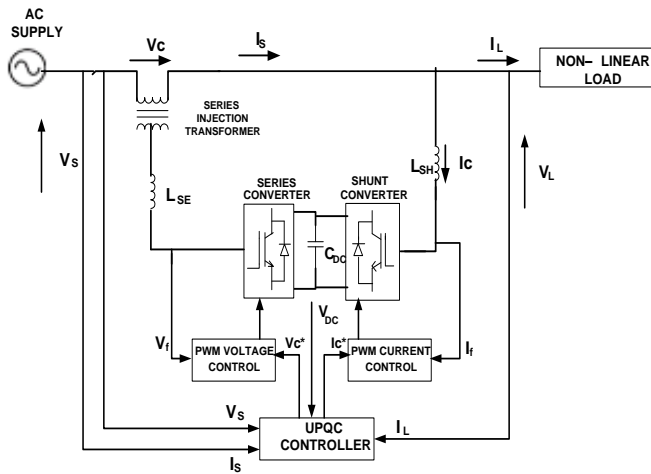 AC
SUPPLY
Vc
IS
IL
NON– LINEAR
LOAD
SERIES
INJECTION
TRANSFORMER
VS
LSE
SERIES
CONVERTER
SHUNT
CONVERTER
LSH
Ic
VL
CDC
VDC
Vf
Vc*
Ic*
If
PWM VOLTAGE
CONTROL
PWM CURRENT
CONTROL
VS
UPQC
CONTROLLER
IL
IS